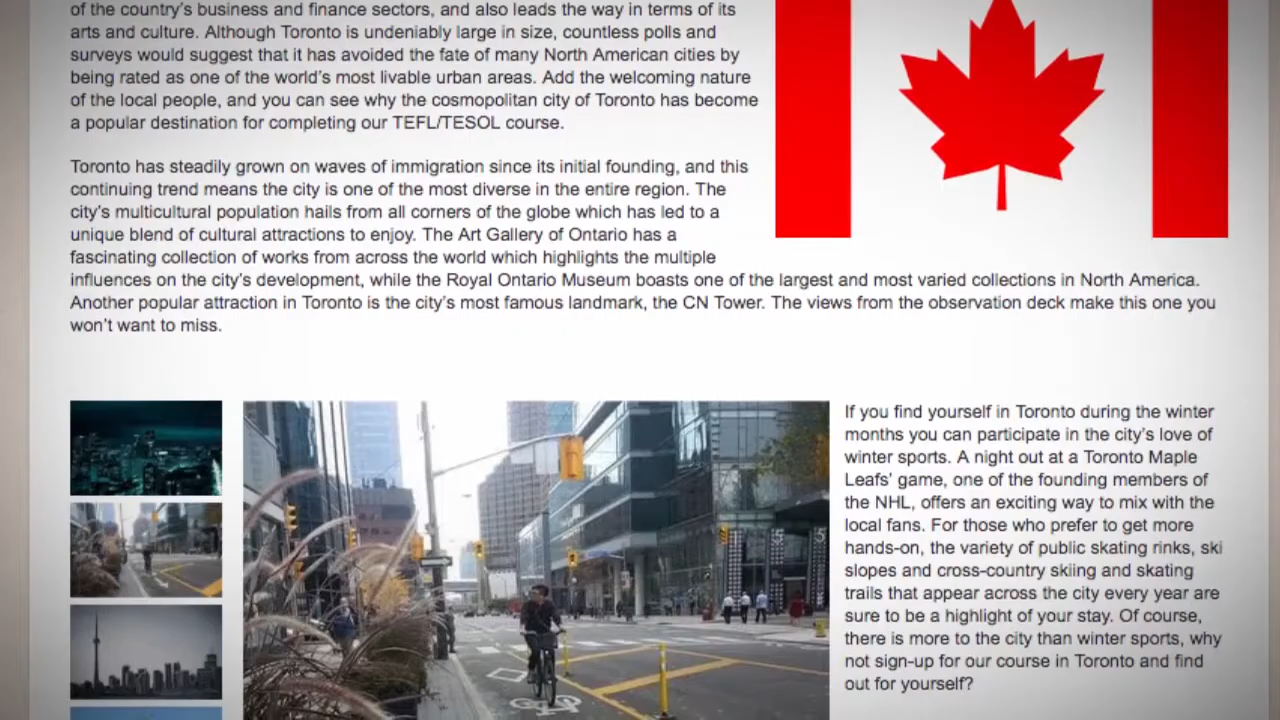 of the country's business and finance sectors, and also leads the way in terms of its
arts and culture. Although Toronto is undeniably large in size, countless polls and
surveys would suggest that it has avoided the fate of many North American cities by
being rated as one of the world's most livable urban areas. Add the welcoming nature
of the local people, and you can see why the cosmopolitan city of Toronto has become
a popular destination for completing our TEFL/TESOL course.
Toronto has steadily grown on waves of immigration since its initial founding, and this
continuing trend means the city is one of the most diverse in the entire region. The
city's multicultural population hails from all corners of the globe which has led to a
unique blend of cultural attractions to enjoy. The Art Gallery of Ontario has a
fascinating collection of works from across the world which highlights the multiple
influences on the city's development, while the Royal Ontario Museum boasts one of the largest and most varied collections in North America.
Another popular attraction in Toronto is the city's most famous landmark, the CN Tower. The views from the observation deck make this one you
won't want to miss.
If you find yourself in Toronto during the winter
months you can participate in the city's love of
winter sports. A night out at a Toronto Maple
Leafs' game, one of the founding members of
the NHL, offers an exciting way to mix with the
local fans. For those who prefer to get more
hands-on, the variety of public skating rinks, ski
slopes and cross-country skiing and skating
trails that appear across the city every year are
sure to be a highlight of your stay. Of course,
there is more to the city than winter sports, why
not sign-up for our course in Toronto and find
out for yourself?